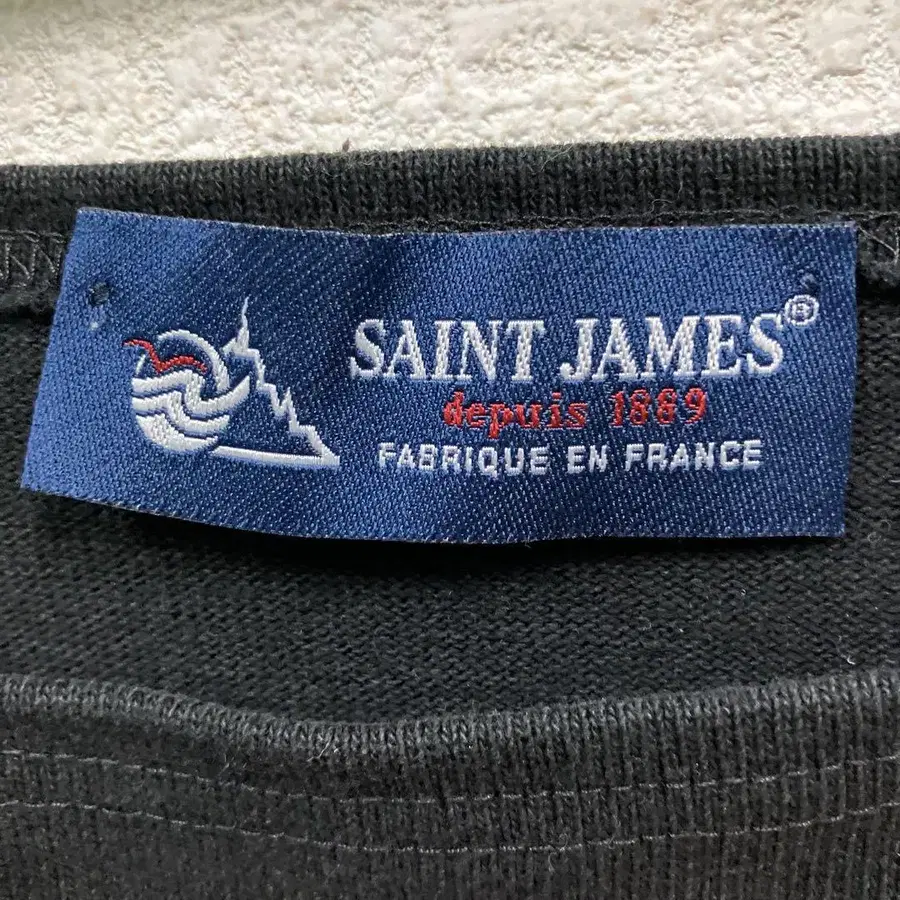 SAINT JAMES®
depuis 1889
FABRIQUE EN FRANCE